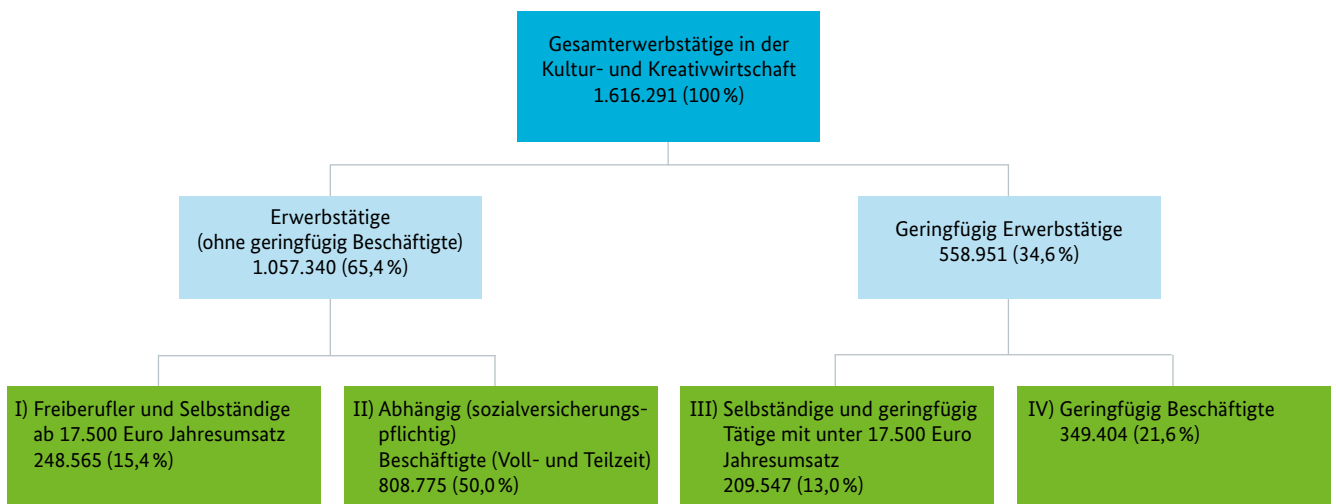 Gesamterwerbstätige in der
Kultur- und Kreativwirtschaft
1.616.291 (100 %)
Erwerbstätige
(ohne geringfügig Beschäftigte)
1.057.340 (65,4 %)
Geringfügig Erwerbstätige
558.951 (34,6 %)
I) Freiberufler und Selbständige
ab 17.500 Euro Jahresumsatz
248.565 (15,4 %)
II) Abhängig (sozialversicherungs-
pflichtig)
Beschäftigte (Voll- und Teilzeit)
808.775 (50,0 %)
III) Selbständige und geringfügig
Tätige mit unter 17.500 Euro
Jahresumsatz
209.547 (13,0 %)
IV) Geringfügig Beschäftigte
349.404 (21,6 %)